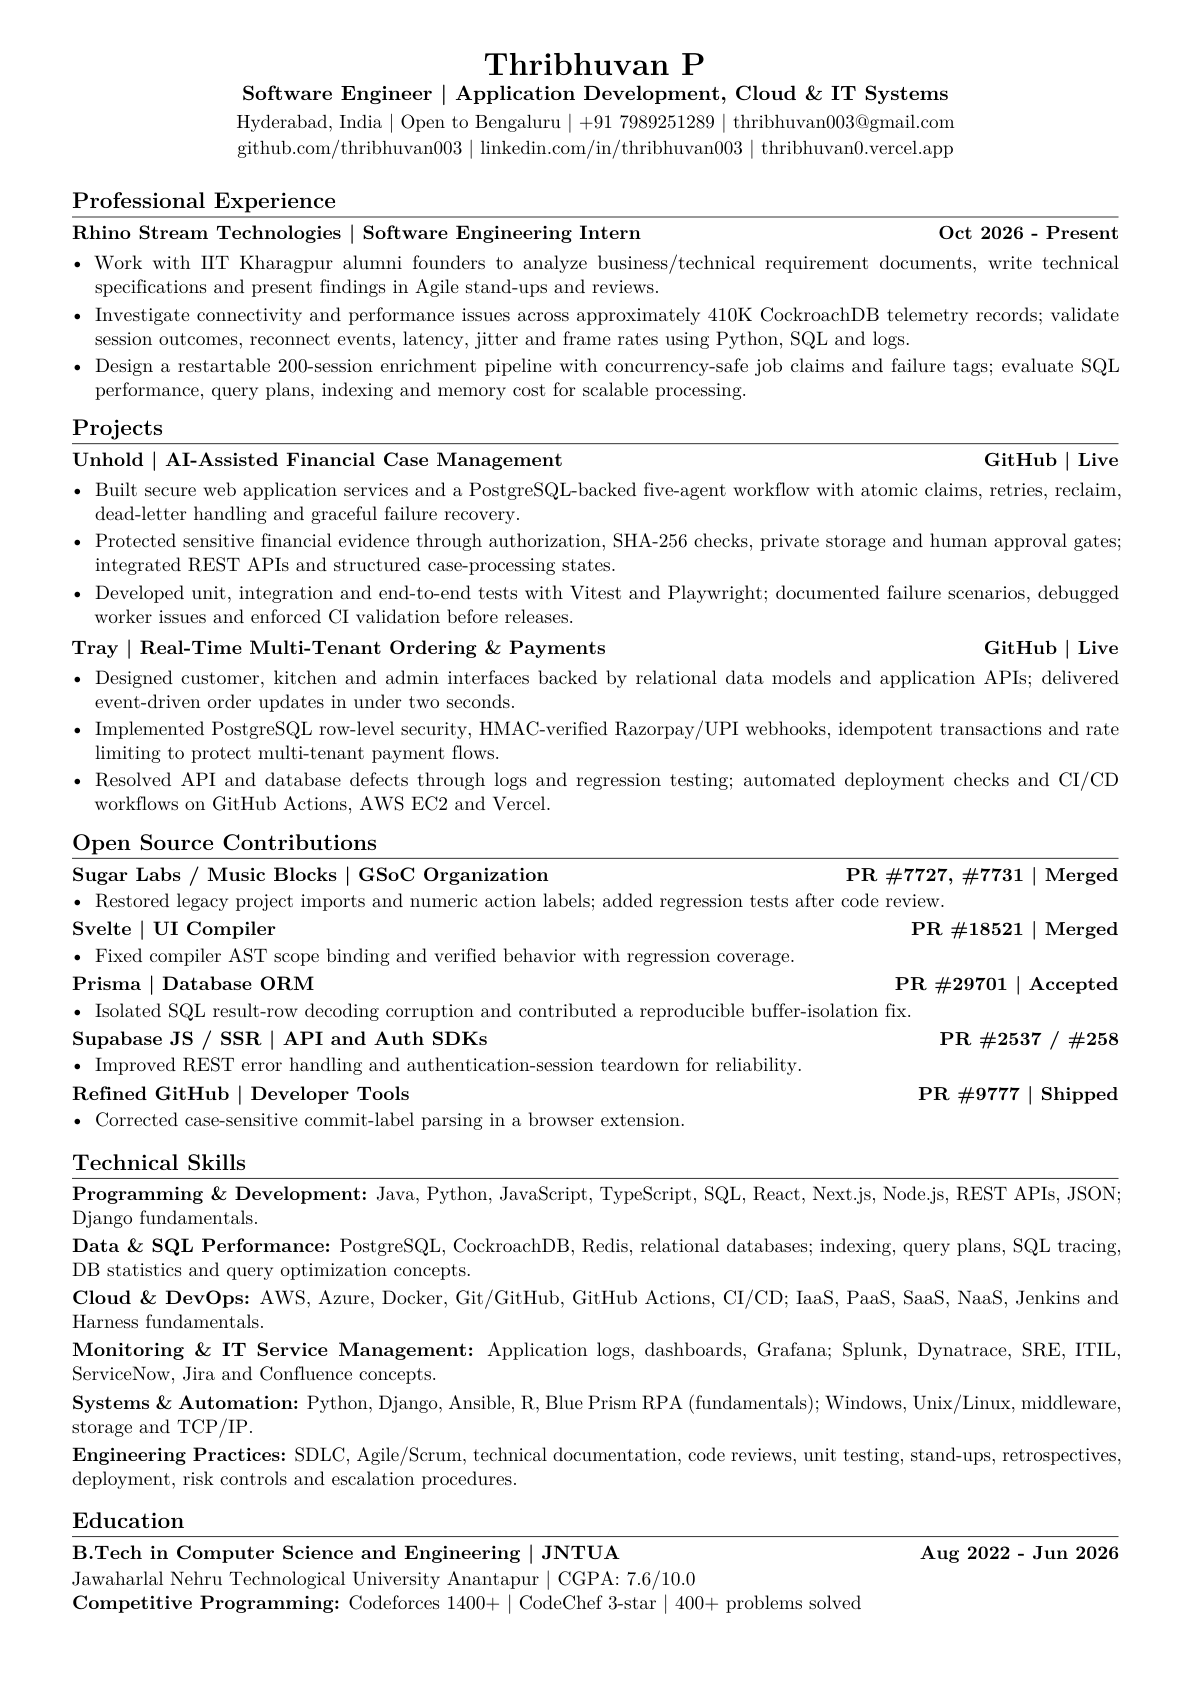 Thribhuvan P
Software Engineer | Application Development, Cloud & IT Systems
Hyderabad, India | Open to Bengaluru | +91 7989251289 | thribhuvan003@gmail.com
github.com/thribhuvan003 | linkedin.com/in/thribhuvan003 | thribhuvan0.vercel.app
Professional Experience
Rhino Stream Technologies | Software Engineering Intern Oct 2026 - Present
• Work with IIT Kharagpur alumni founders to analyze business/technical requirement documents, write technical
specifications and present findings in Agile stand-ups and reviews.
• Investigate connectivity and performance issues across approximately 410K CockroachDB telemetry records; validate
session outcomes, reconnect events, latency, jitter and frame rates using Python, SQL and logs.
• Design a restartable 200-session enrichment pipeline with concurrency-safe job claims and failure tags; evaluate SQL
performance, query plans, indexing and memory cost for scalable processing.
Projects
Unhold | AI-Assisted Financial Case Management GitHub | Live
• Built secure web application services and a PostgreSQL-backed five-agent workflow with atomic claims, retries, reclaim,
dead-letter handling and graceful failure recovery.
• Protected sensitive financial evidence through authorization, SHA-256 checks, private storage and human approval gates;
integrated REST APIs and structured case-processing states.
• Developed unit, integration and end-to-end tests with Vitest and Playwright; documented failure scenarios, debugged
worker issues and enforced CI validation before releases.
Tray | Real-Time Multi-Tenant Ordering & Payments GitHub | Live
• Designed customer, kitchen and admin interfaces backed by relational data models and application APIs; delivered
event-driven order updates in under two seconds.
• Implemented PostgreSQL row-level security, HMAC-verified Razorpay/UPI webhooks, idempotent transactions and rate
limiting to protect multi-tenant payment flows.
• Resolved API and database defects through logs and regression testing; automated deployment checks and CI/CD
workflows on GitHub Actions, AWS EC2 and Vercel.
Open Source Contributions
Sugar Labs / Music Blocks | GSoC Organization PR #7727, #7731 | Merged
• Restored legacy project imports and numeric action labels; added regression tests after code review.
Svelte | UI Compiler PR #18521 | Merged
• Fixed compiler AST scope binding and verified behavior with regression coverage.
Prisma | Database ORM PR #29701 | Accepted
• Isolated SQL result-row decoding corruption and contributed a reproducible buffer-isolation fix.
Supabase JS / SSR | API and Auth SDKs PR #2537 / #258
• Improved REST error handling and authentication-session teardown for reliability.
Refined GitHub | Developer Tools PR #9777 | Shipped
• Corrected case-sensitive commit-label parsing in a browser extension.
Technical Skills
Programming & Development: Java, Python, JavaScript, TypeScript, SQL, React, Next.js, Node.js, REST APIs, JSON;
Django fundamentals.
Data & SQL Performance: PostgreSQL, CockroachDB, Redis, relational databases; indexing, query plans, SQL tracing,
DB statistics and query optimization concepts.
Cloud & DevOps: AWS, Azure, Docker, Git/GitHub, GitHub Actions, CI/CD; IaaS, PaaS, SaaS, NaaS, Jenkins and
Harness fundamentals.
Monitoring & IT Service Management: Application logs, dashboards, Grafana; Splunk, Dynatrace, SRE, ITIL,
ServiceNow, Jira and Confluence concepts.
Systems & Automation: Python, Django, Ansible, R, Blue Prism RPA (fundamentals); Windows, Unix/Linux, middleware,
storage and TCP/IP.
Engineering Practices: SDLC, Agile/Scrum, technical documentation, code reviews, unit testing, stand-ups, retrospectives,
deployment, risk controls and escalation procedures.
Education
B.Tech in Computer Science and Engineering | JNTUA Aug 2022 - Jun 2026
Jawaharlal Nehru Technological University Anantapur | CGPA: 7.6/10.0
Competitive Programming: Codeforces 1400+ | CodeChef 3-star | 400+ problems solved